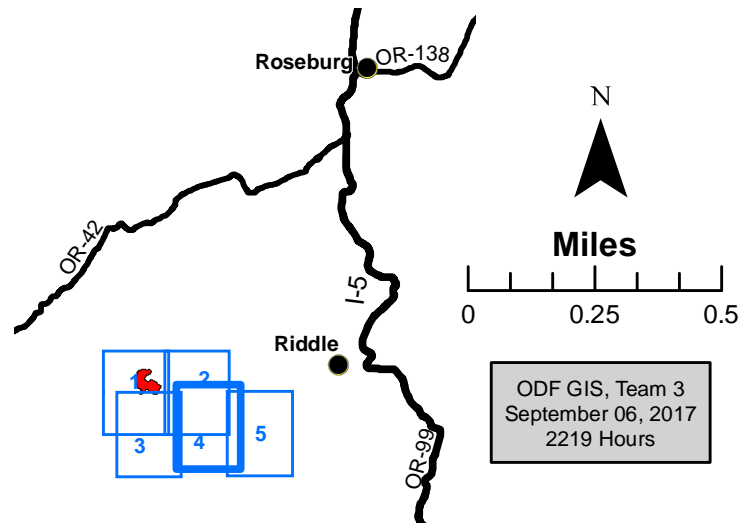 Roseburg
OR-138
N
OR-42
Miles
I-5
0 0.25 0.5
Riddle
1 2
ODF GIS, Team 3
September 06, 2017
2219 Hours
3 4 5
OR-99